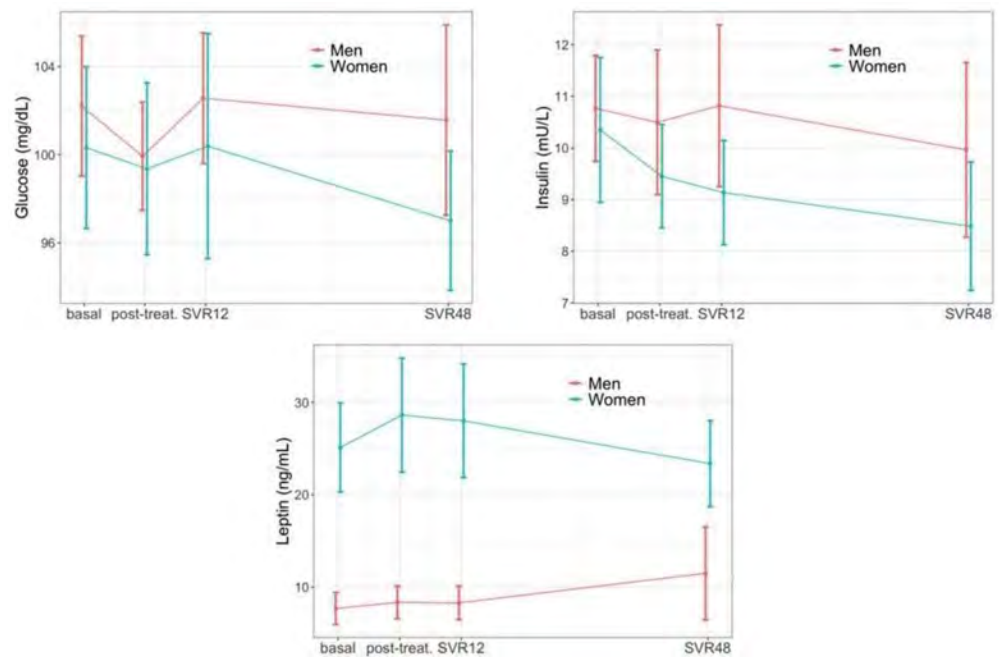 Glucose (mg/dL)
104
100
96
Men
Women
basal post-treat. SVR12 SVR48
Insulin (mU/L)
12
11
10
9
8
7
Men
Women
basal post-treat. SVR12 SVR48
Leptin (ng/mL)
30
20
10
Men
Women
basal post-treat. SVR12 SVR48